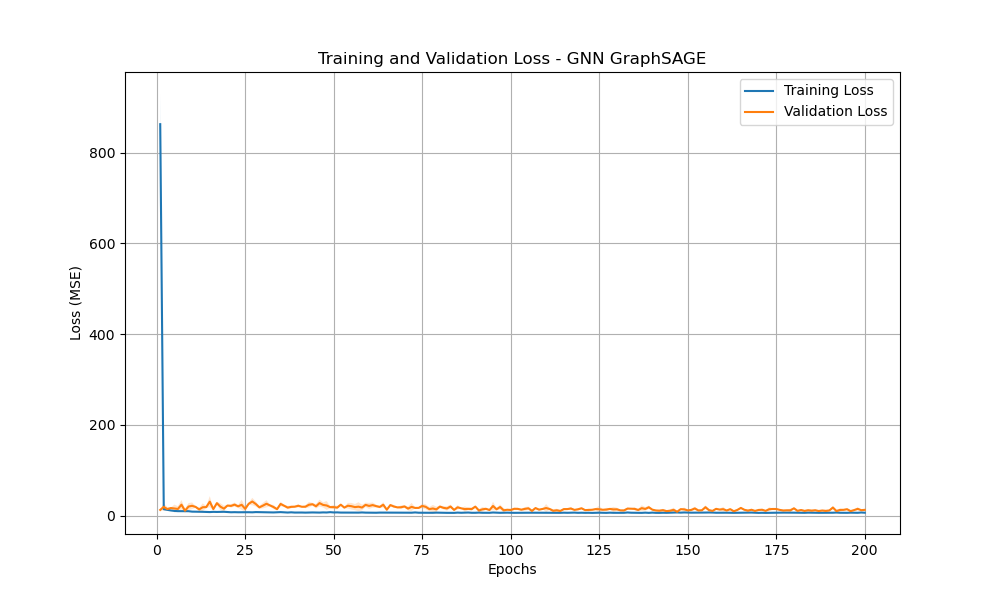 Training and Validation Loss - GNN GraphSAGE
Training Loss
Validation Loss
Loss (MSE)
800
600
400
200
0
0 25 50 75 100 125 150 175 200
Epochs